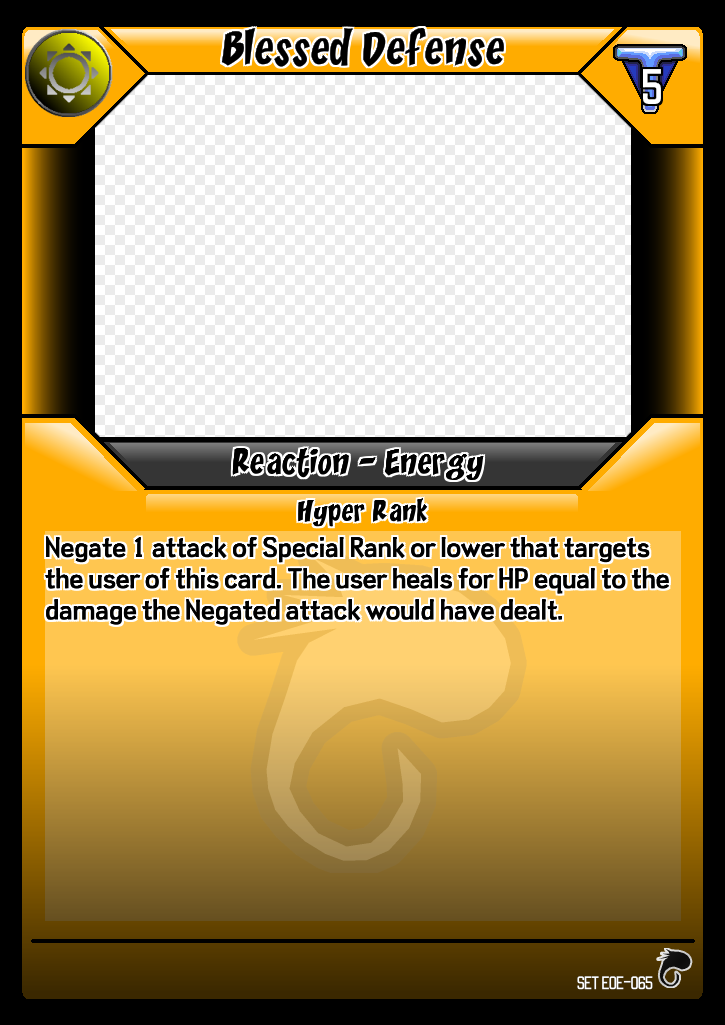 Blessed Defense
5
Reaction - Energy
Hyper Rank
Negate 1 attack of Special Rank or lower that targets
the user of this card. The user heals for HP equal to the
damage the Negated attack would have dealt.
SET EOE-065